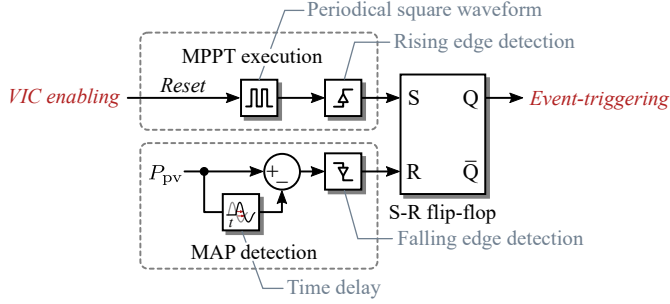 Periodical square waveform
MPPT execution
Rising edge detection
VIC enabling
Reset
S
Q
Event-triggering
P_pv
+
−
R
Q̄
t
S-R flip-flop
MAP detection
Falling edge detection
Time delay